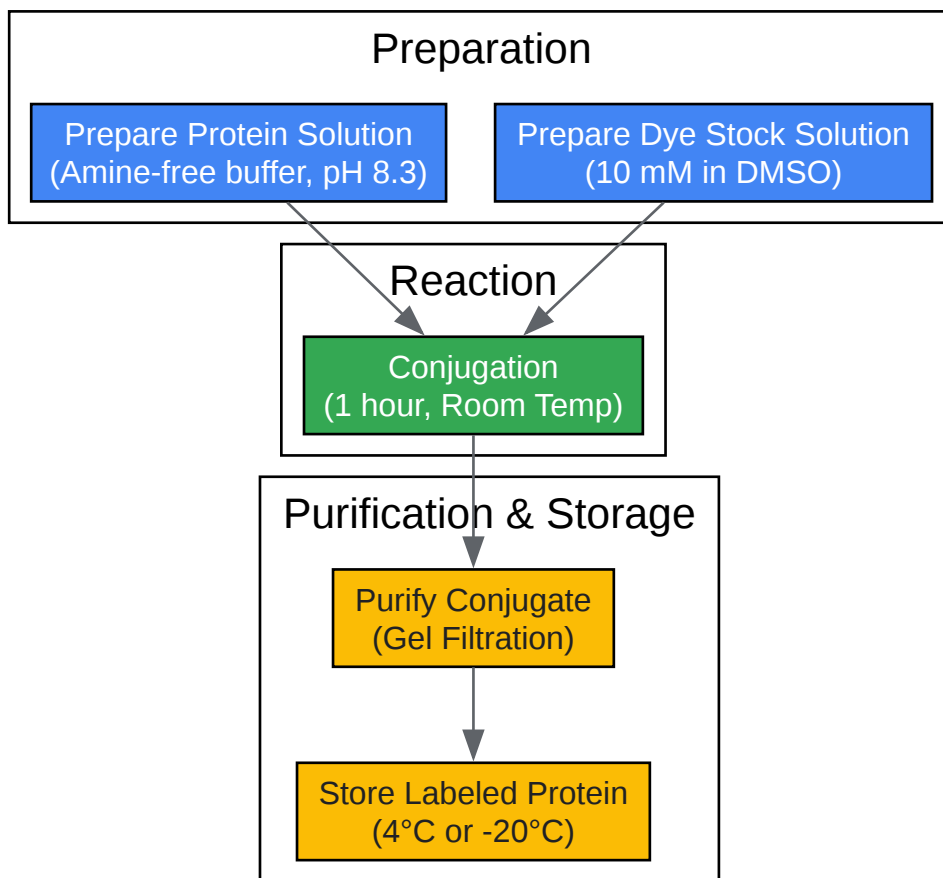 Preparation
Prepare Protein Solution
(Amine-free buffer, pH 8.3)
Prepare Dye Stock Solution
(10 mM in DMSO)
Reaction
Conjugation
(1 hour, Room Temp)
Purification & Storage
Purify Conjugate
(Gel Filtration)
Store Labeled Protein
(4°C or -20°C)